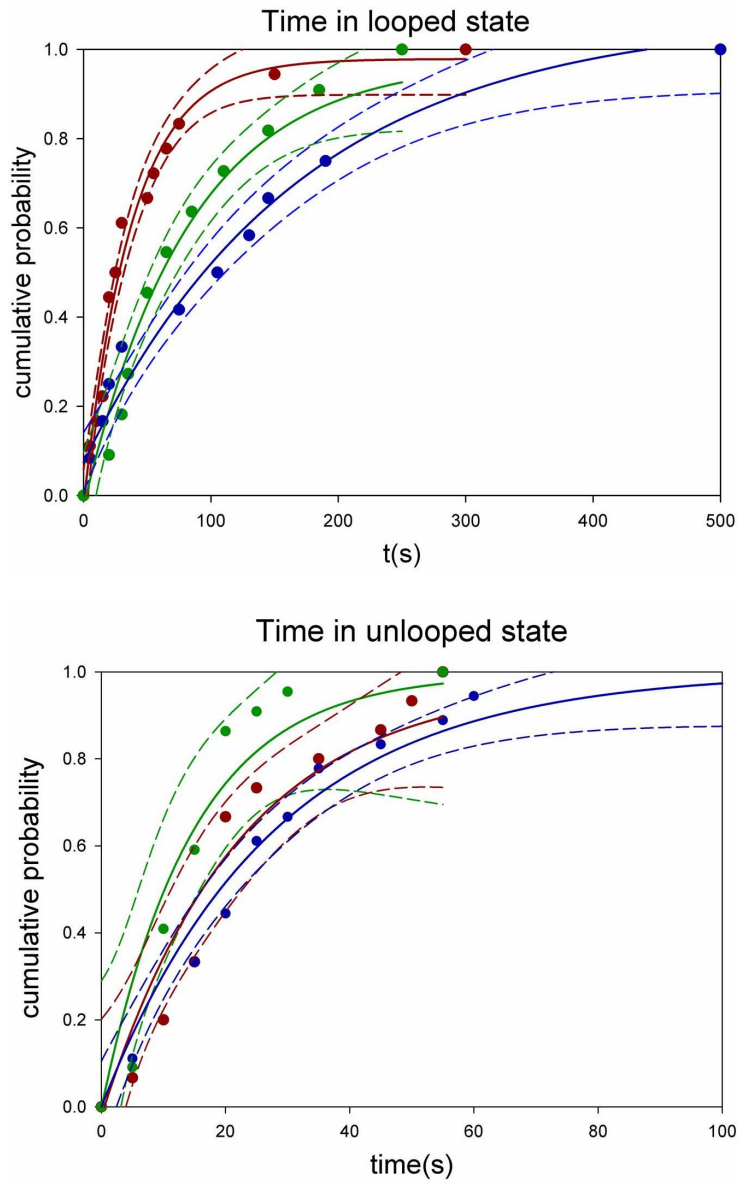 Time in looped state
1.0
0.8
0.6
0.4
0.2
0.0
cumulative probability
0 100 200 300 400 500
t(s)
Time in unlooped state
1.0
0.8
0.6
0.4
0.2
0.0
cumulative probability
0 20 40 60 80 100
time(s)